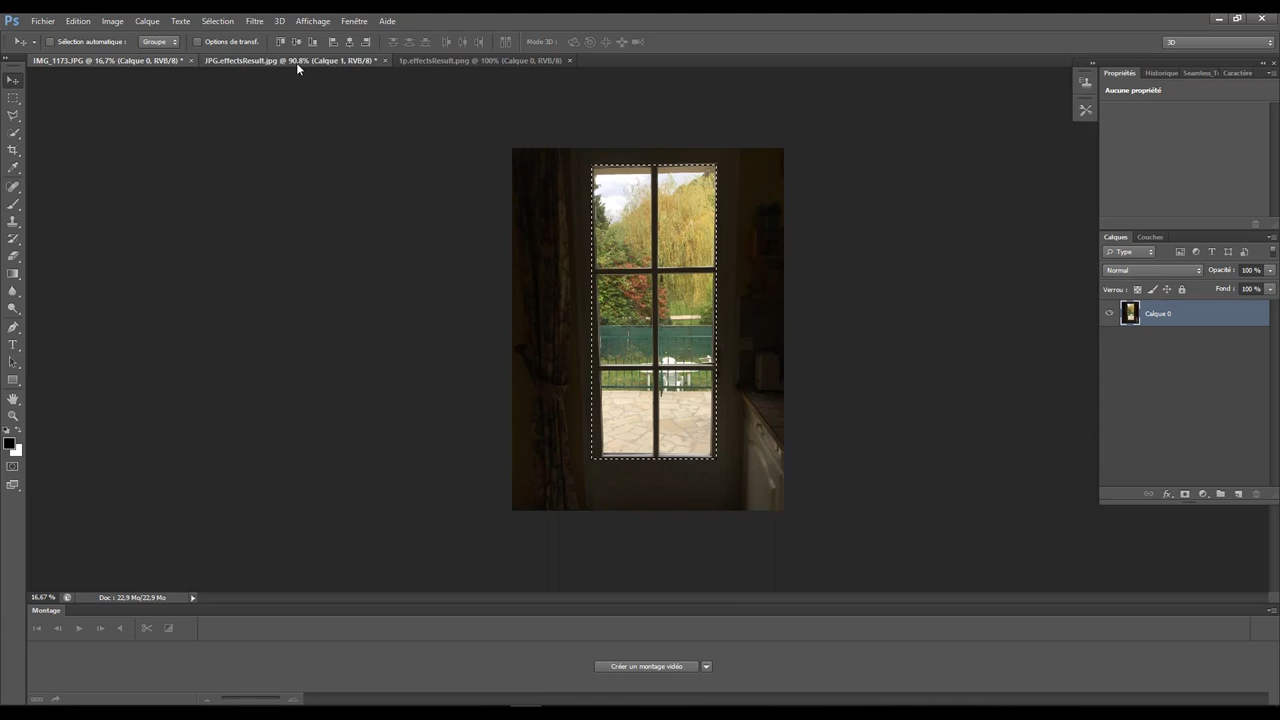 Ps Fichier Edition Image Calque Texte Sélection Filtre 3D Affichage Fenêtre Aide
Sélection automatique : Groupe Options de transf. Mode 3D : 3D
IMG_1173.JPG @ 16,7% (Calque 0, RVB/8) * × JPG.effectsResult.jpg @ 90.8% (Calque 1, RVB/8) * × 1p.effectsResult.png @ 100% (Calque 0, RVB/8) ×
Propriétés Historique Seamless_T Caractère
Aucune propriété
Calques Couches
Type
Normal Opacité : 100 %
Verrou : Fond : 100 %
Calque 0
16.67 % Doc : 22,9 Mo/22,9 Mo
Montage
Créer un montage vidéo